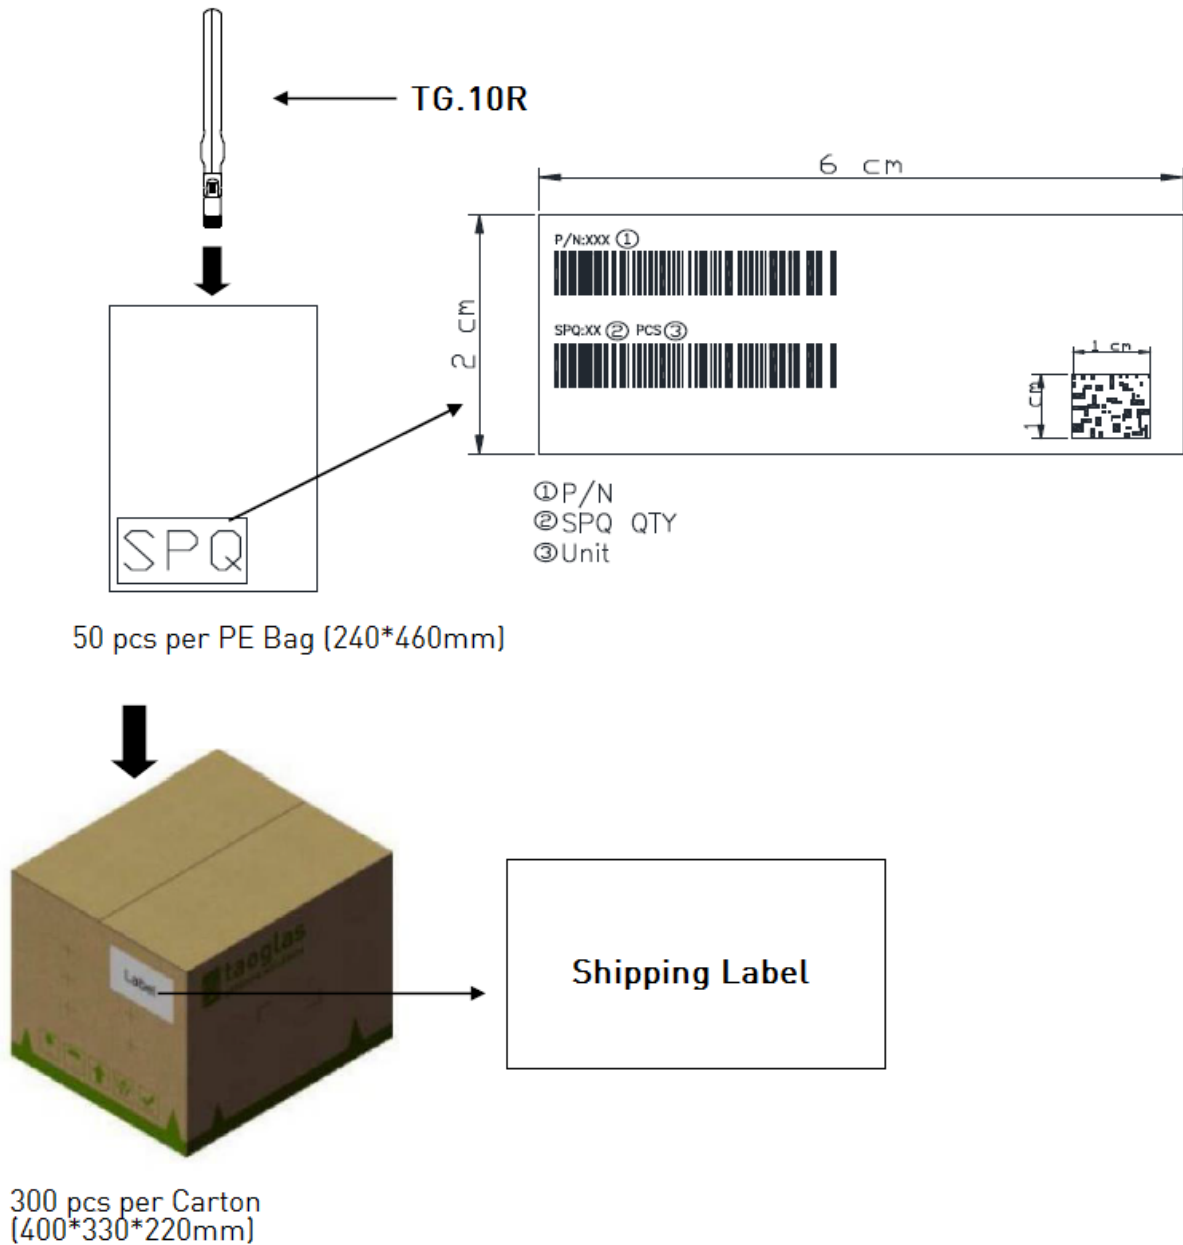 TG.10R
6 cm
2 cm
P/N:XXX ①
SPQ:XX ② PCS ③
1 cm
1 cm
SPQ
①P/N
②SPQ QTY
③Unit
50 pcs per PE Bag (240*460mm)
taoglas
Label
Shipping Label
300 pcs per Carton
(400*330*220mm)